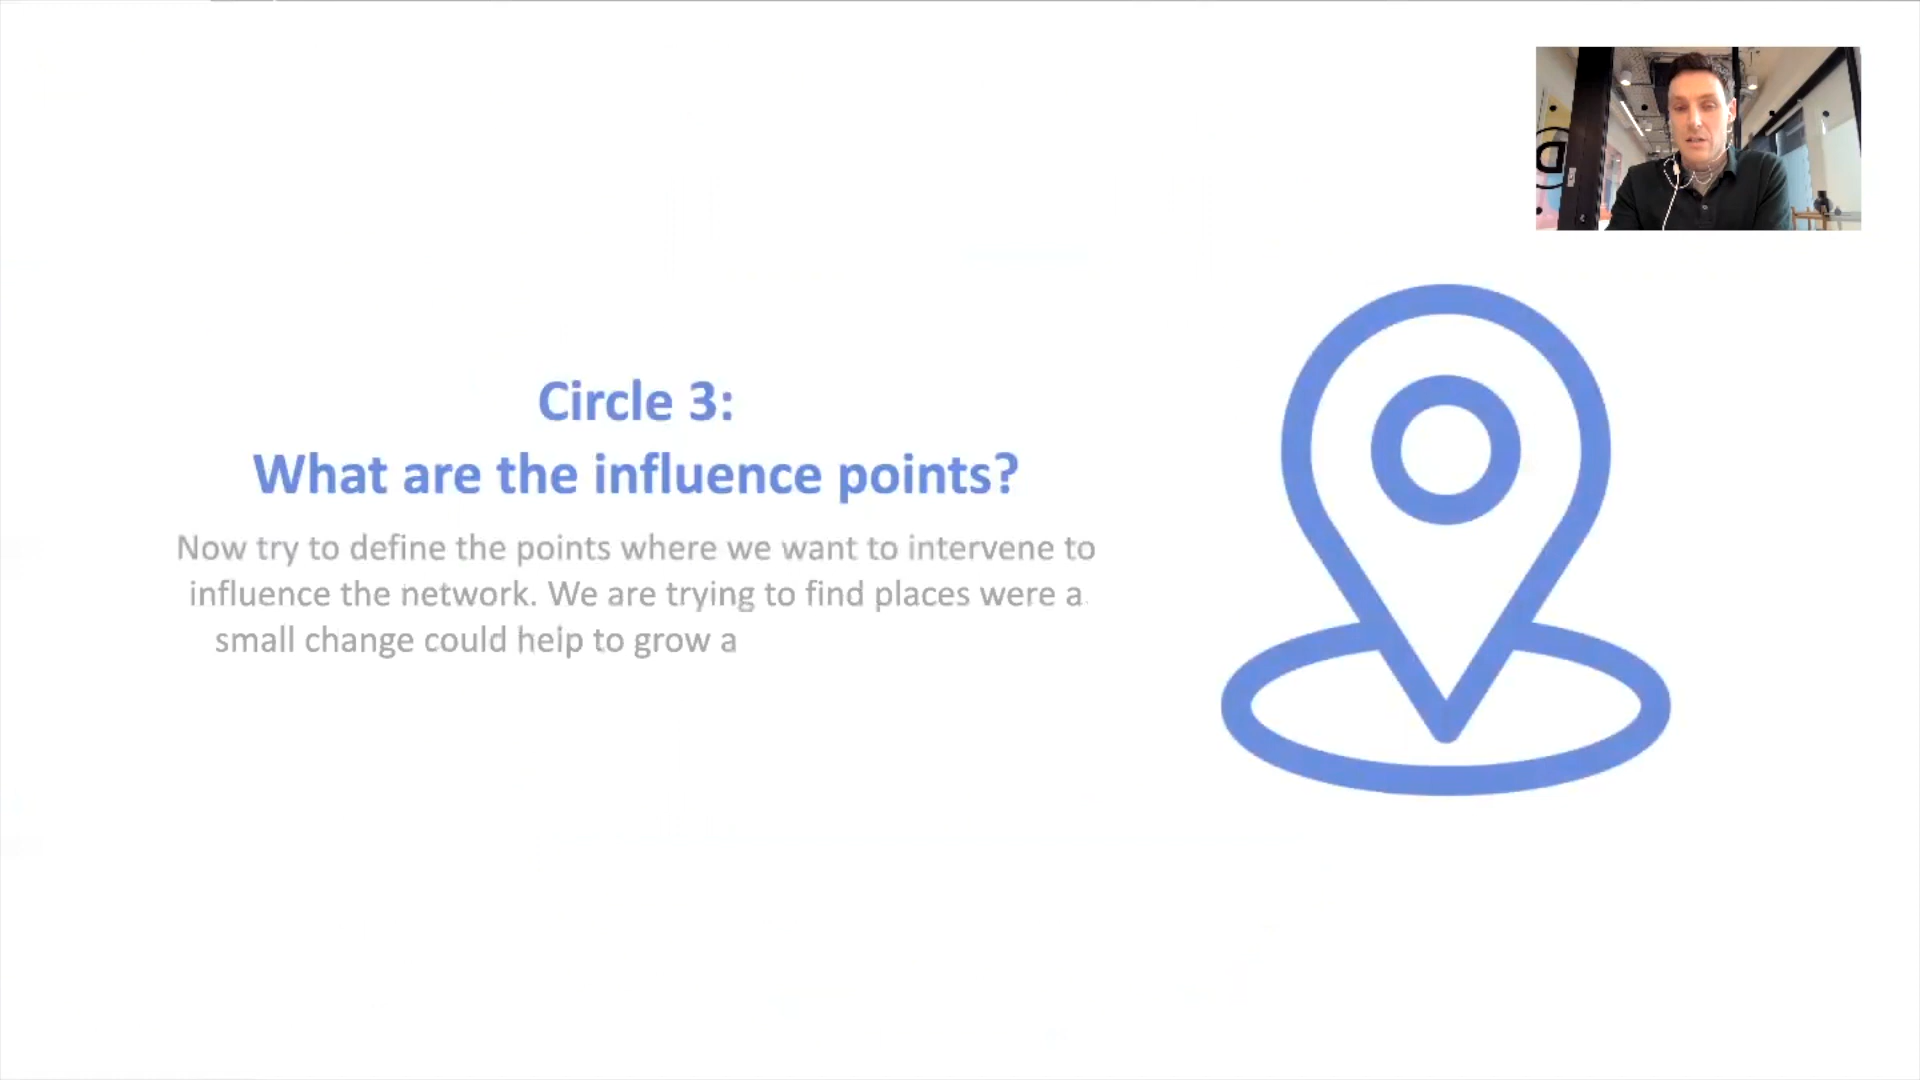 Circle 3:
What are the influence points?
Now try to define the points where we want to intervene to
influence the network. We are trying to find places were a
small change could help to grow a